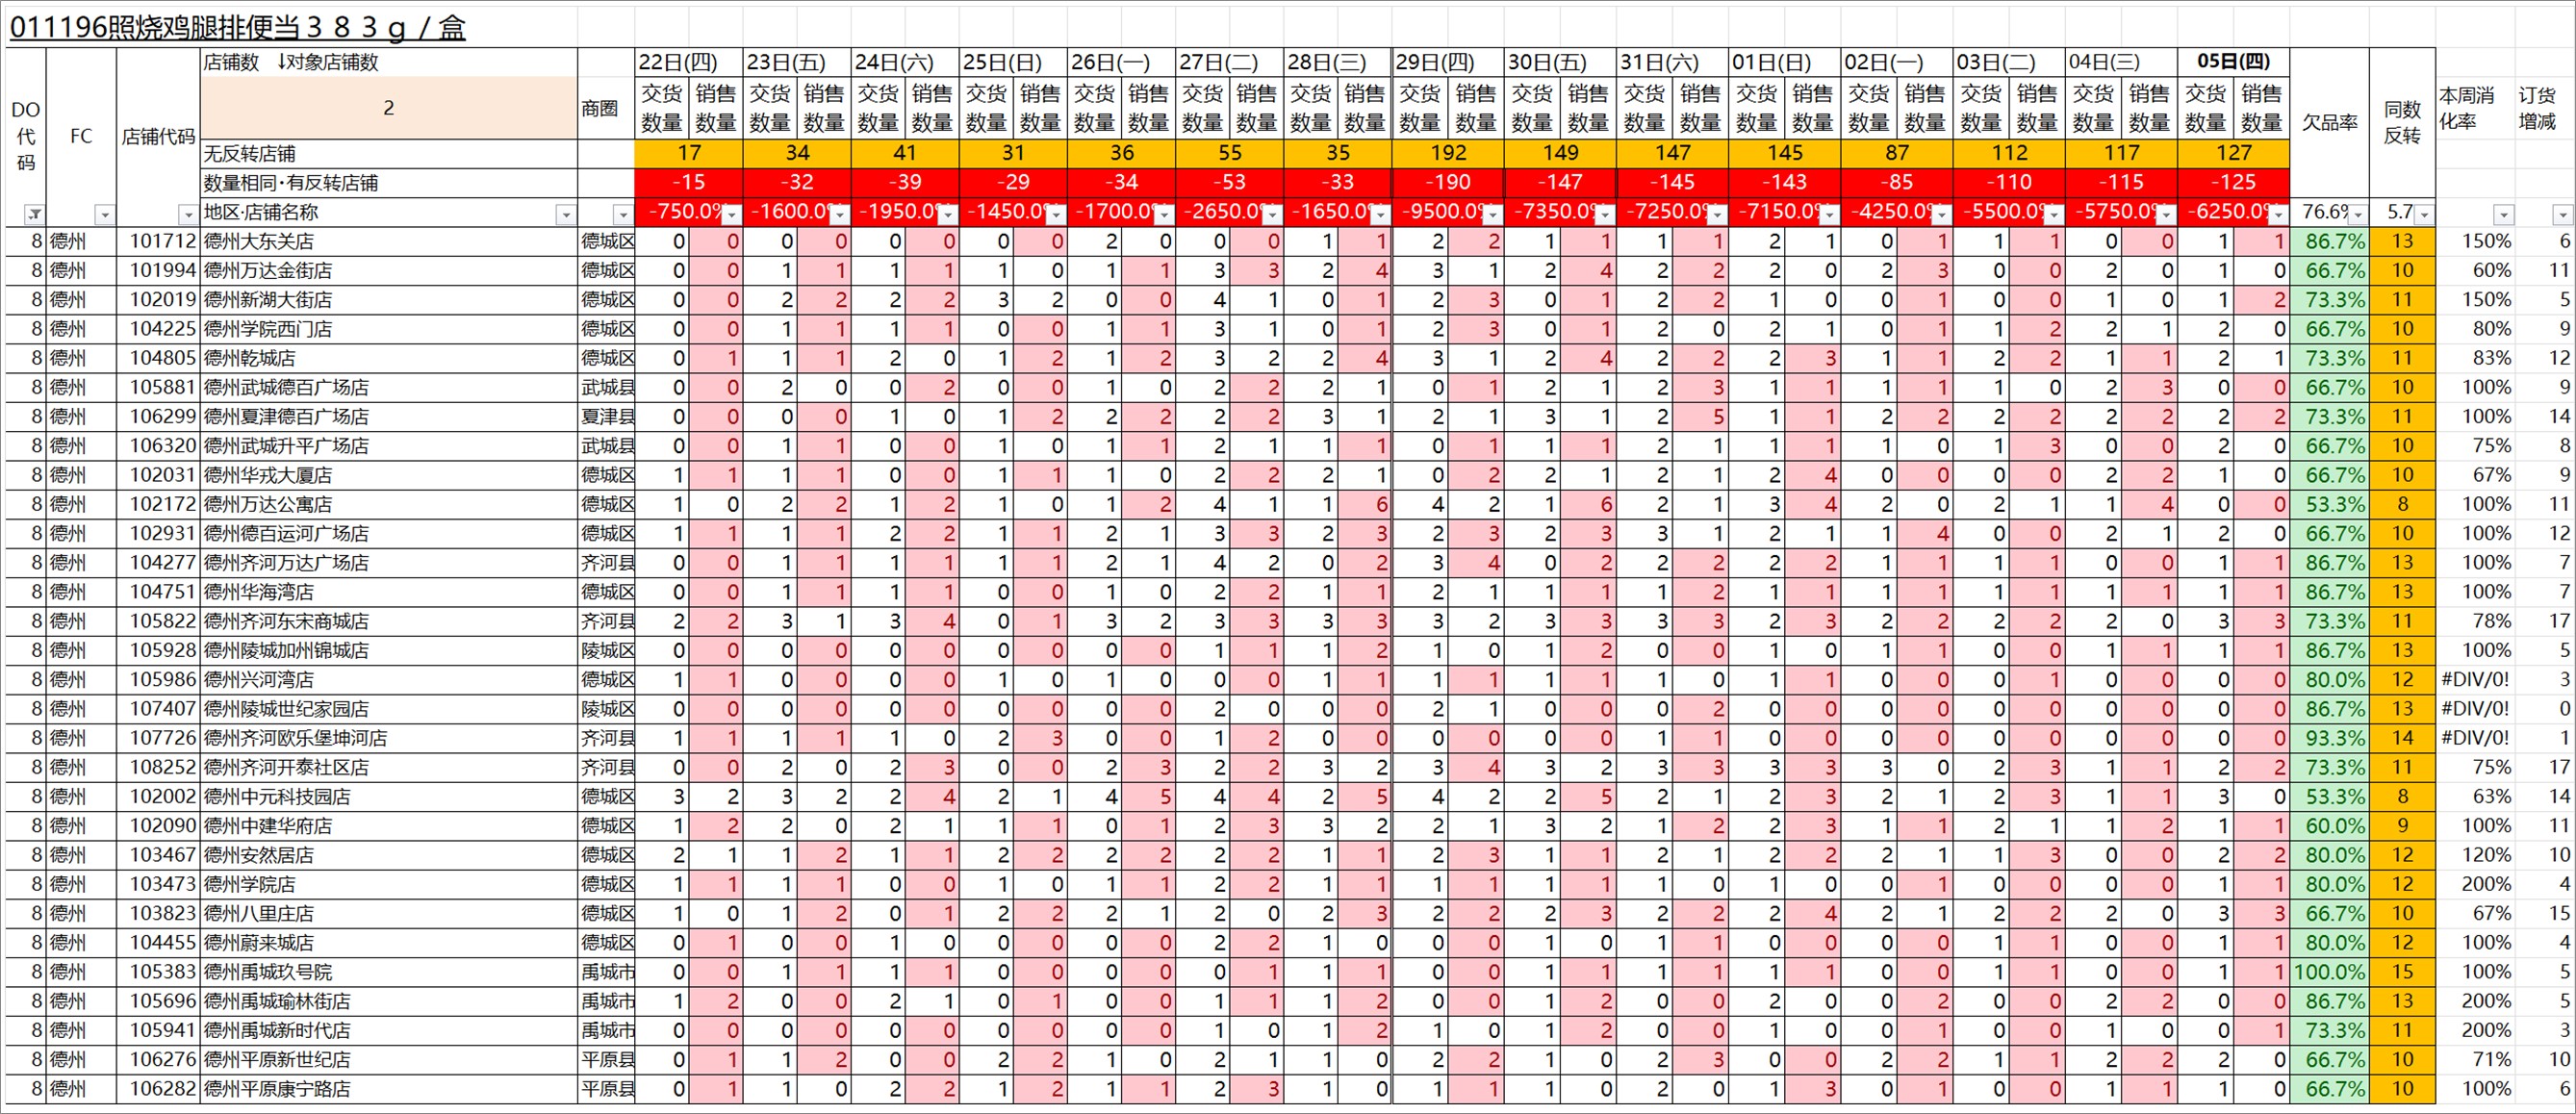 011196照烧鸡腿排便当３８３ｇ／盒
店铺数 ↓对象店铺数 22日(四) 23日(五) 24日(六) 25日(日) 26日(一) 27日(二) 28日(三) 29日(四) 30日(五) 31日(六) 01日(日) 02日(一) 03日(二) 04日(三) 05日(四)
DO代码 FC 店铺代码 2 商圈 交货数量 销售数量 交货数量 销售数量 交货数量 销售数量 交货数量 销售数量 交货数量 销售数量 交货数量 销售数量 交货数量 销售数量 交货数量 销售数量 交货数量 销售数量 交货数量 销售数量 交货数量 销售数量 交货数量 销售数量 交货数量 销售数量 交货数量 销售数量 交货数量 销售数量 欠品率 同数反转 本周消化率 订货增减
无反转店铺 17 34 41 31 36 55 35 192 149 147 145 87 112 117 127
数量相同·有反转店铺 -15 -32 -39 -29 -34 -53 -33 -190 -147 -145 -143 -85 -110 -115 -125
地区·店铺名称 -750.0% -1600.0% -1950.0% -1450.0% -1700.0% -2650.0% -1650.0% -9500.0% -7350.0% -7250.0% -7150.0% -4250.0% -5500.0% -5750.0% -6250.0% 76.6% 5.7
8 德州 101712 德州大东关店 德城区 0 0 0 0 0 0 0 0 2 0 0 0 1 1 2 2 1 1 1 1 2 1 0 1 1 1 0 0 1 1 86.7% 13 150% 6
8 德州 101994 德州万达金街店 德城区 0 0 1 1 1 1 1 0 1 1 3 3 2 4 3 1 2 4 2 2 2 0 2 3 0 0 2 0 1 0 66.7% 10 60% 11
8 德州 102019 德州新湖大街店 德城区 0 0 2 2 2 2 3 2 0 0 4 1 0 1 2 3 0 1 2 2 1 0 0 1 0 0 1 0 1 2 73.3% 11 150% 5
8 德州 104225 德州学院西门店 德城区 0 0 1 1 1 1 0 0 1 1 3 1 0 1 2 3 0 1 2 0 2 1 0 1 1 2 2 1 2 0 66.7% 10 80% 9
8 德州 104805 德州乾城店 德城区 0 1 1 1 2 0 1 2 1 2 3 2 2 4 3 1 2 4 2 2 2 3 1 1 2 2 1 1 2 1 73.3% 11 83% 12
8 德州 105881 德州武城德百广场店 武城县 0 0 2 0 0 2 0 0 1 0 2 2 2 1 0 1 2 1 2 3 1 1 1 1 1 0 2 3 0 0 66.7% 10 100% 9
8 德州 106299 德州夏津德百广场店 夏津县 0 0 0 0 1 0 1 2 2 2 2 2 3 1 2 1 3 1 2 5 1 1 2 2 2 2 2 2 2 2 73.3% 11 100% 14
8 德州 106320 德州武城升平广场店 武城县 0 0 1 1 0 0 1 0 1 1 2 1 1 1 0 1 1 1 2 1 1 1 1 0 1 3 0 0 2 0 66.7% 10 75% 8
8 德州 102031 德州华戎大厦店 德城区 1 1 1 1 0 0 1 1 1 0 2 2 2 1 0 2 2 1 2 1 2 4 0 0 0 0 2 2 1 0 66.7% 10 67% 9
8 德州 102172 德州万达公寓店 德城区 1 0 2 2 1 2 1 0 1 2 4 1 1 6 4 2 1 6 2 1 3 4 2 0 2 1 1 4 0 0 53.3% 8 100% 11
8 德州 102931 德州德百运河广场店 德城区 1 1 1 1 2 2 1 1 2 1 3 3 2 3 2 3 2 3 3 1 2 1 1 4 0 0 2 1 2 0 66.7% 10 100% 12
8 德州 104277 德州齐河万达广场店 齐河县 0 0 1 1 1 1 1 1 2 1 4 2 0 2 3 4 0 2 2 2 2 2 1 1 1 1 0 0 1 1 86.7% 13 100% 7
8 德州 104751 德州华海湾店 德城区 0 0 1 1 1 1 0 0 1 0 2 2 1 1 2 1 1 1 1 2 1 1 1 1 1 1 1 1 1 1 86.7% 13 100% 7
8 德州 105822 德州齐河东宋商城店 齐河县 2 2 3 1 3 4 0 1 3 2 3 3 3 3 3 2 3 3 3 3 2 3 2 2 2 2 2 0 3 3 73.3% 11 78% 17
8 德州 105928 德州陵城加州锦城店 陵城区 0 0 0 0 0 0 0 0 0 0 1 1 1 2 1 0 1 2 0 0 1 0 1 1 0 0 1 1 1 1 86.7% 13 100% 5
8 德州 105986 德州兴河湾店 德城区 1 1 0 0 0 0 1 0 1 0 0 0 1 1 1 1 1 1 1 0 1 1 0 0 0 1 0 0 0 0 80.0% 12 #DIV/0! 3
8 德州 107407 德州陵城世纪家园店 陵城区 0 0 0 0 0 0 0 0 0 0 2 0 0 0 2 1 0 0 0 2 0 0 0 0 0 0 0 0 0 0 86.7% 13 #DIV/0! 0
8 德州 107726 德州齐河欧乐堡坤河店 齐河县 1 1 1 1 1 0 2 3 0 0 1 2 0 0 0 0 0 0 1 1 0 0 0 0 0 0 0 0 0 0 93.3% 14 #DIV/0! 1
8 德州 108252 德州齐河开泰社区店 齐河县 0 0 2 0 2 3 0 0 2 3 2 2 3 2 3 4 3 2 3 3 3 3 3 0 2 3 1 1 2 2 73.3% 11 75% 17
8 德州 102002 德州中元科技园店 德城区 3 2 3 2 2 4 2 1 4 5 4 4 2 5 4 2 2 5 2 1 2 3 2 1 2 3 1 1 3 0 53.3% 8 63% 14
8 德州 102090 德州中建华府店 德城区 1 2 2 0 2 1 1 1 0 1 2 3 3 2 2 1 3 2 1 2 2 3 1 1 2 1 1 2 1 1 60.0% 9 100% 11
8 德州 103467 德州安然居店 德城区 2 1 1 2 1 1 2 2 2 2 2 2 1 1 2 3 1 1 2 1 2 2 2 1 1 3 0 0 2 2 80.0% 12 120% 10
8 德州 103473 德州学院店 德城区 1 1 1 1 0 0 1 0 1 1 2 2 1 1 1 1 1 1 1 0 1 0 0 1 0 0 0 0 1 1 80.0% 12 200% 4
8 德州 103823 德州八里庄店 德城区 1 0 1 2 0 1 2 2 2 1 2 0 2 3 2 2 2 3 2 2 2 4 2 1 2 2 2 0 3 3 66.7% 10 67% 15
8 德州 104455 德州蔚来城店 德城区 0 1 0 0 1 0 0 0 0 0 2 2 1 0 0 0 1 0 1 1 0 0 0 0 1 1 0 0 1 1 80.0% 12 100% 4
8 德州 105383 德州禹城玖号院 禹城市 0 0 1 1 1 1 0 0 0 0 0 1 1 1 0 0 1 1 1 1 1 1 0 0 1 1 0 0 1 1 100.0% 15 100% 5
8 德州 105696 德州禹城瑜林街店 禹城市 1 2 0 0 2 1 0 1 0 0 1 1 1 2 0 0 1 2 0 0 2 0 0 2 0 0 2 2 0 0 86.7% 13 200% 5
8 德州 105941 德州禹城新时代店 禹城市 0 0 0 0 0 0 0 0 0 0 1 0 1 2 1 0 1 2 0 0 1 0 0 1 0 0 1 0 0 1 73.3% 11 200% 3
8 德州 106276 德州平原新世纪店 平原县 0 1 1 2 0 0 2 2 1 0 2 1 1 0 2 2 1 0 2 3 0 0 2 2 1 1 2 2 2 0 66.7% 10 71% 10
8 德州 106282 德州平原康宁路店 平原县 0 1 1 0 2 2 1 2 1 1 2 3 1 0 1 1 1 0 2 0 1 3 0 1 0 0 1 1 1 0 66.7% 10 100% 6